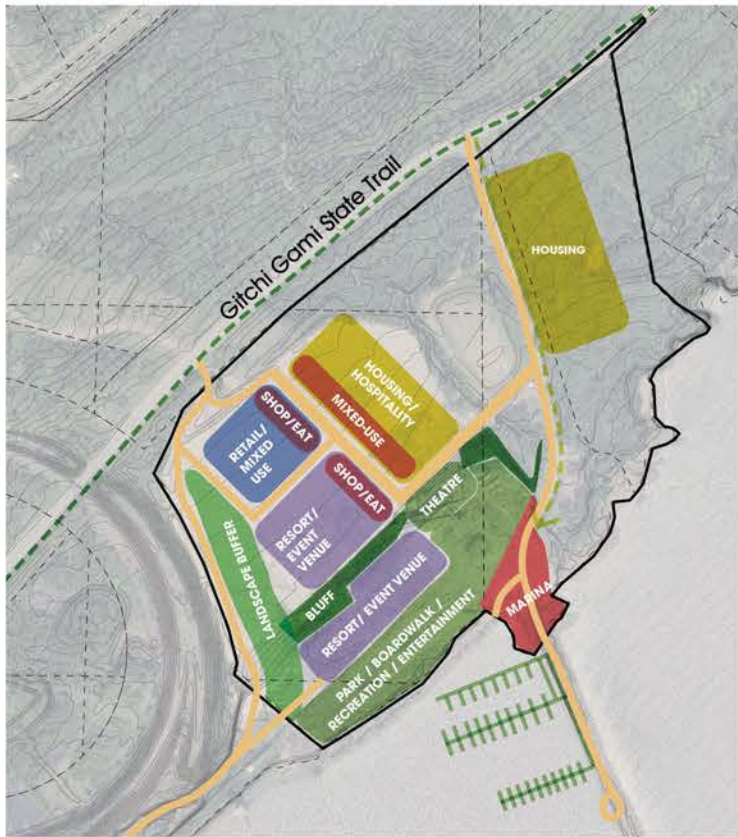 Gitchi Gami State Trail
HOUSING
HOUSING/
HOSPITALITY
MIXED-USE
SHOP/EAT
RETAIL/
MIXED
USE
SHOP/EAT
RESORT/
EVENT
VENUE
THEATRE
LANDSCAPE BUFFER
BLUFF
RESORT/ EVENT VENUE
PARK / BOARDWALK /
RECREATION / ENTERTAINMENT
MARINA